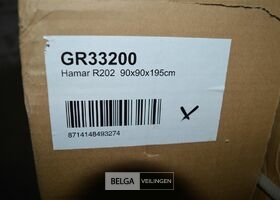 GR33200
Hamar R202 90x90x195cm
8714148493274
BELGA VEILINGEN